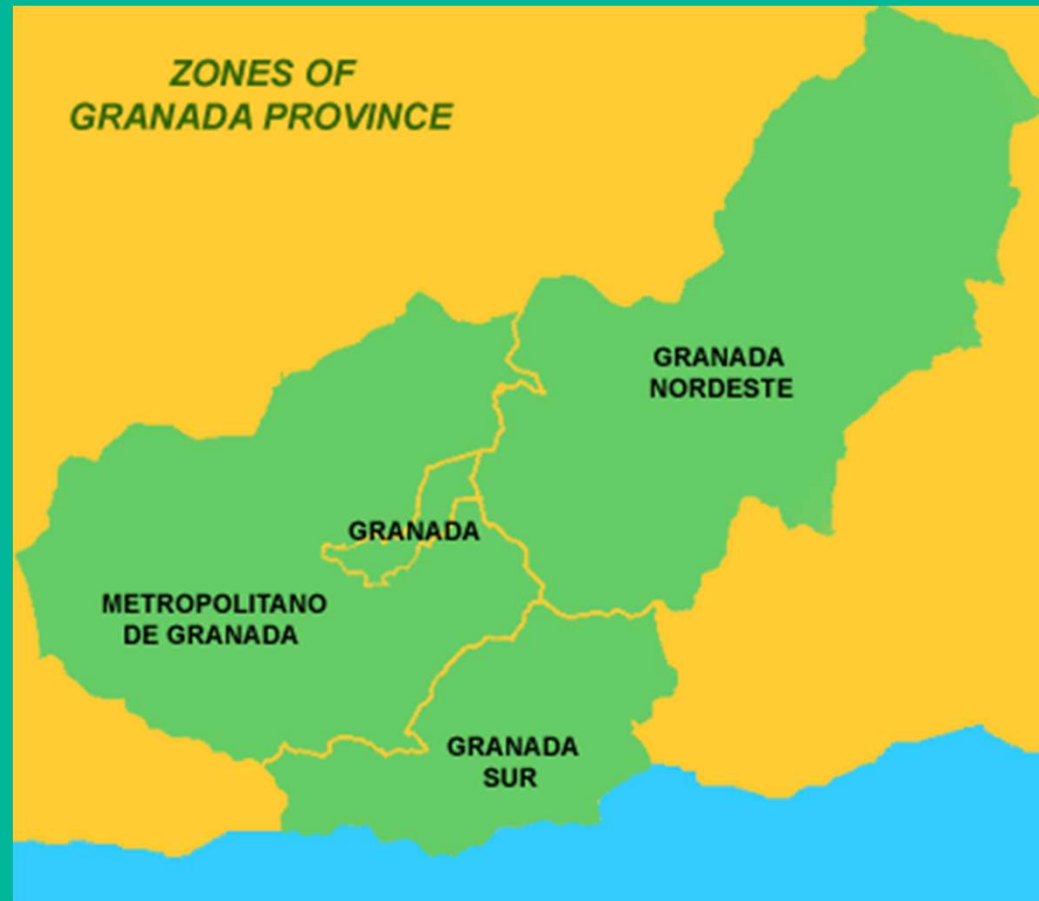 ZONES OF
GRANADA PROVINCE
GRANADA
NORDESTE
GRANADA
METROPOLITANO
DE GRANADA
GRANADA
SUR